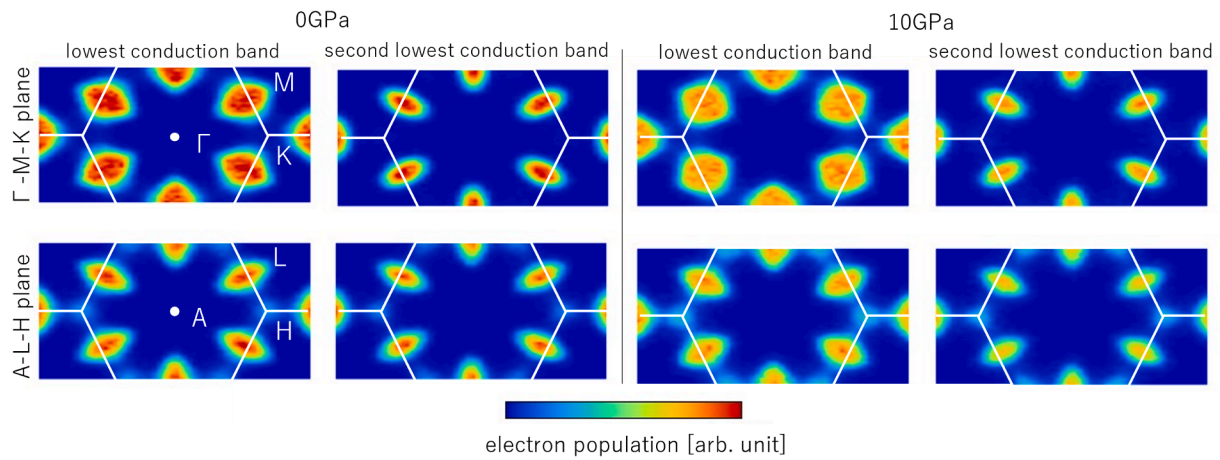 0GPa
10GPa
lowest conduction band
second lowest conduction band
lowest conduction band
second lowest conduction band
Γ-M-K plane
M
Γ
K
A-L-H plane
L
A
H
electron population [arb. unit]